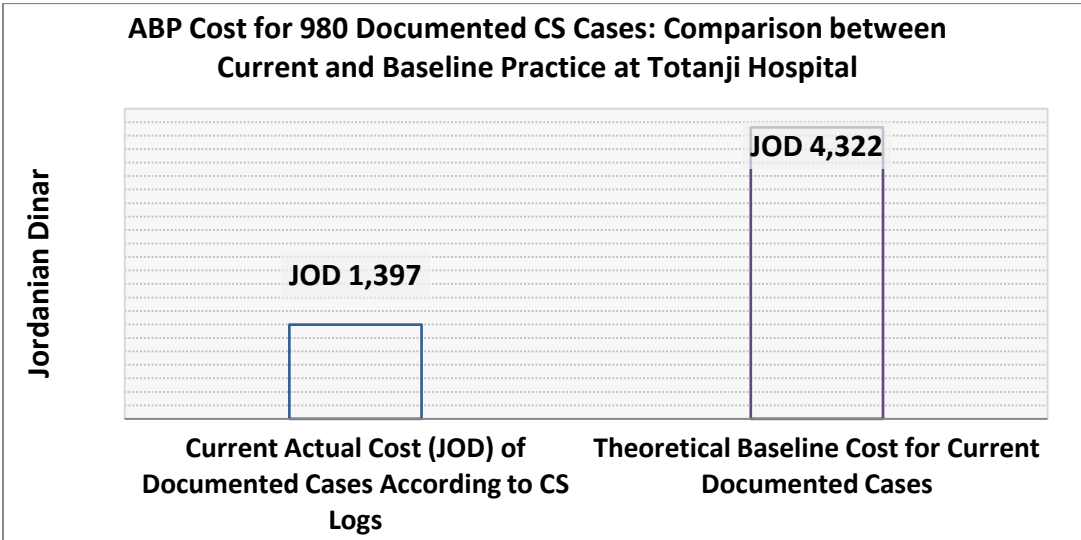 ABP Cost for 980 Documented CS Cases: Comparison between
Current and Baseline Practice at Totanji Hospital
Jordanian Dinar
JOD 1,397
JOD 4,322
Current Actual Cost (JOD) of
Documented Cases According to CS
Logs
Theoretical Baseline Cost for Current
Documented Cases